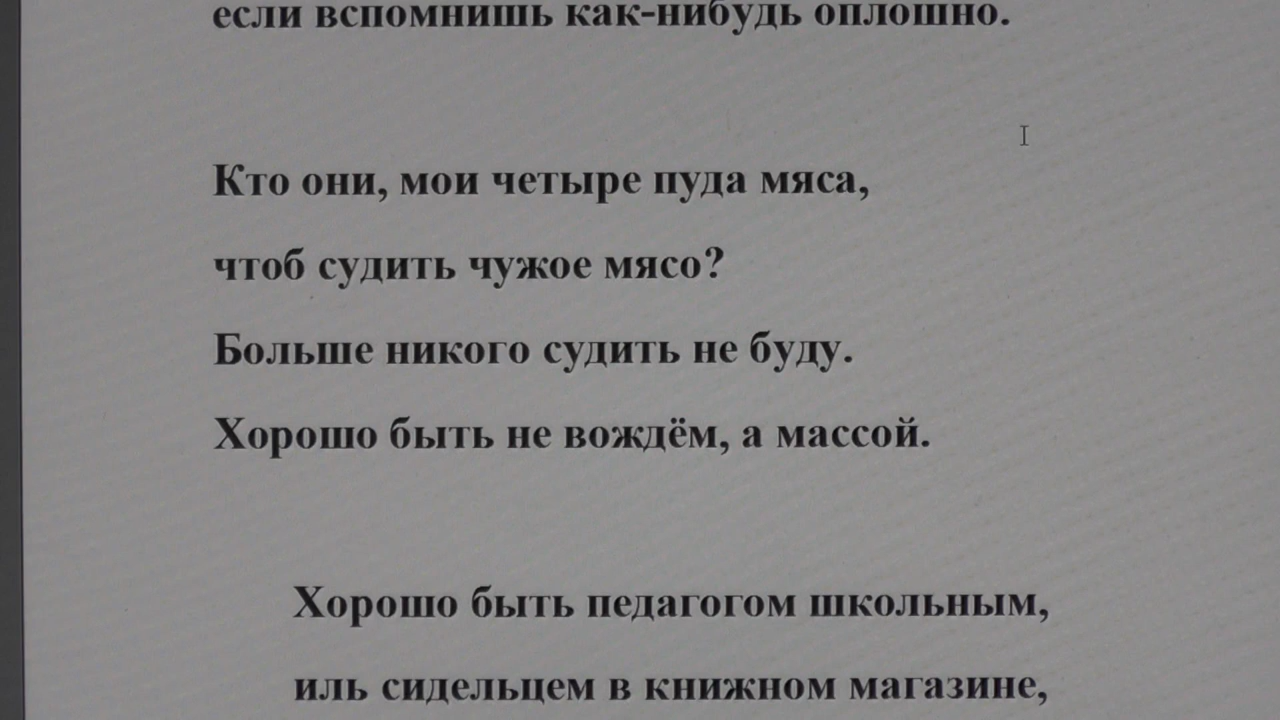 если вспомнишь как-нибудь оплошно.
Кто они, мои четыре пуда мяса,
чтоб судить чужое мясо?
Больше никого судить не буду.
Хорошо быть не вождём, а массой.
Хорошо быть педагогом школьным,
иль сидельцем в книжном магазине,